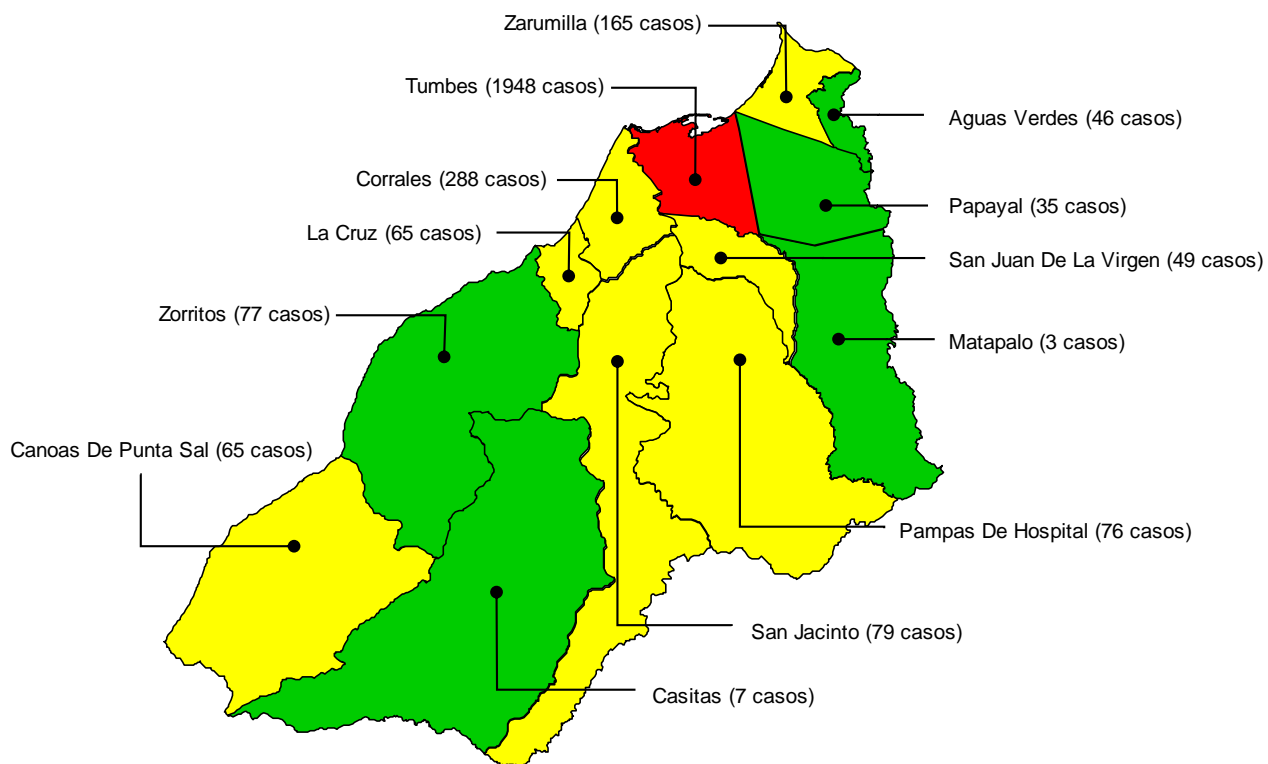 Zarumilla (165 casos)
Tumbes (1948 casos)
Aguas Verdes (46 casos)
Corrales (288 casos)
Papayal (35 casos)
La Cruz (65 casos)
San Juan De La Virgen (49 casos)
Zorritos (77 casos)
Matapalo (3 casos)
Canoas De Punta Sal (65 casos)
Pampas De Hospital (76 casos)
San Jacinto (79 casos)
Casitas (7 casos)